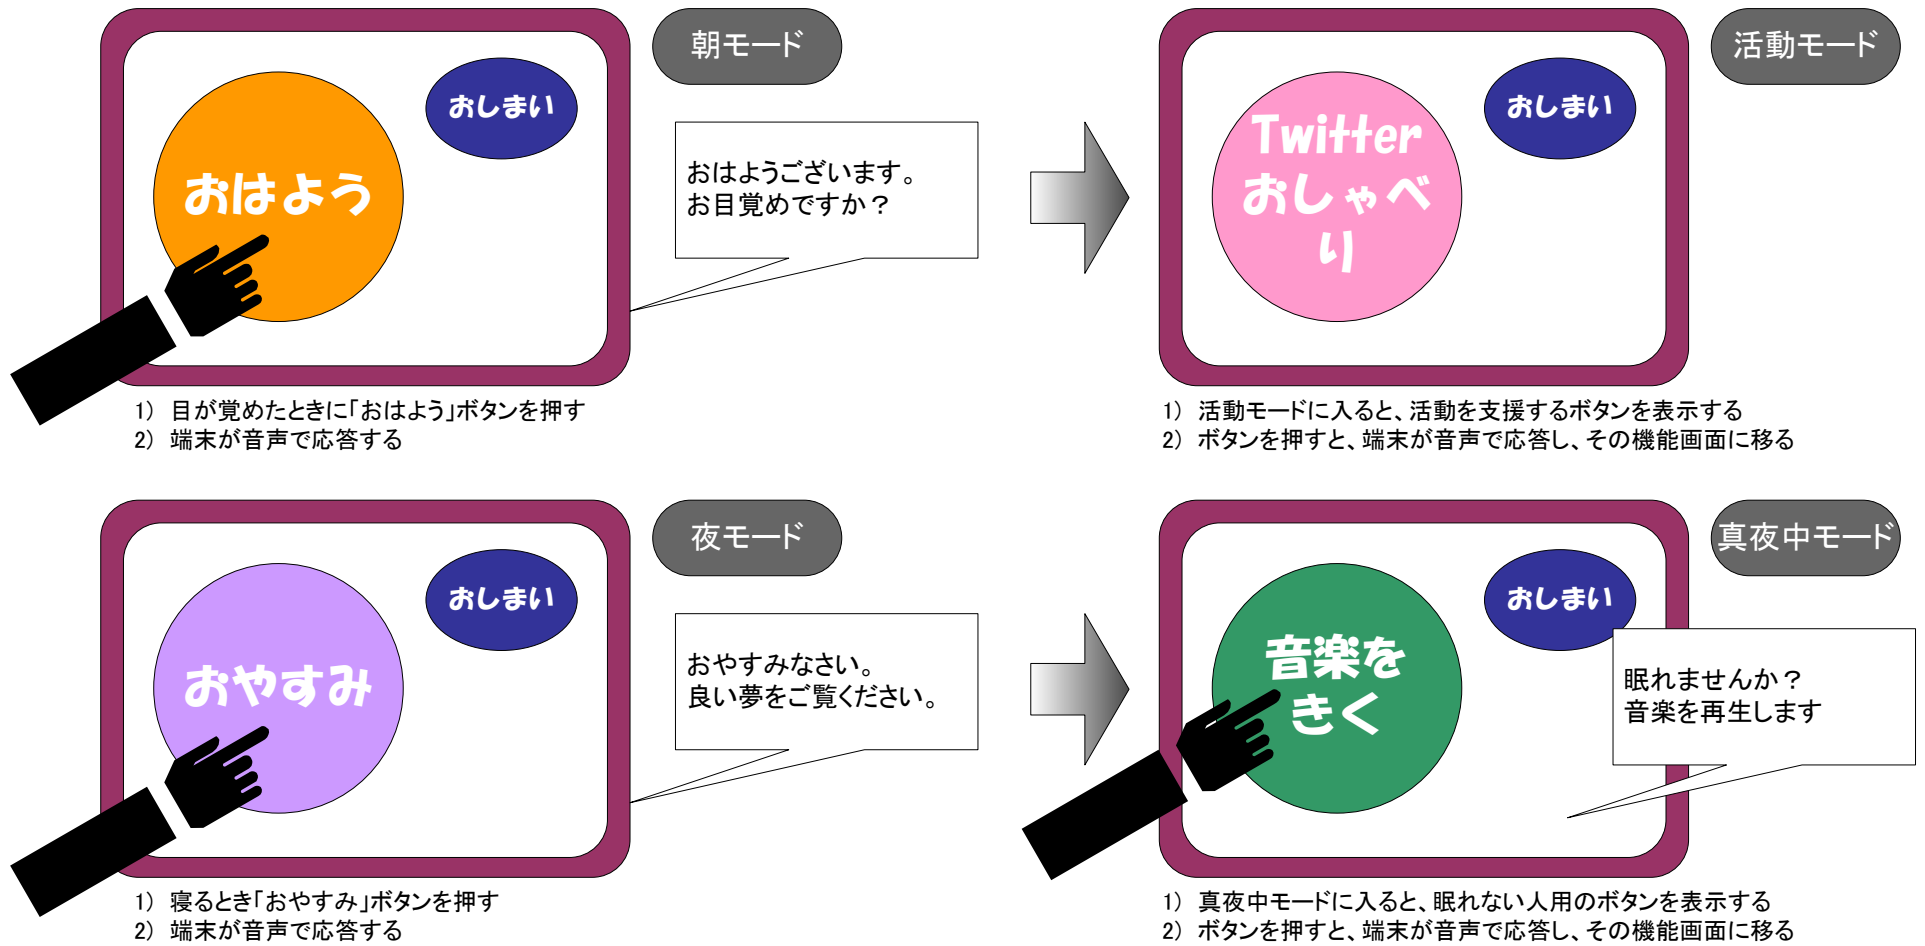 朝モード
おはよう
おしまい
おはようございます。
お目覚めですか？
1） 目が覚めたときに「おはよう」ボタンを押す
2） 端末が音声で応答する
活動モード
Twitter
おしゃべ
り
おしまい
1） 活動モードに入ると、活動を支援するボタンを表示する
2） ボタンを押すと、端末が音声で応答し、その機能画面に移る
夜モード
おやすみ
おしまい
おやすみなさい。
良い夢をご覧ください。
1） 寝るとき「おやすみ」ボタンを押す
2） 端末が音声で応答する
真夜中モード
音楽を
きく
おしまい
眠れませんか？
音楽を再生します
1） 真夜中モードに入ると、眠れない人用のボタンを表示する
2） ボタンを押すと、端末が音声で応答し、その機能画面に移る